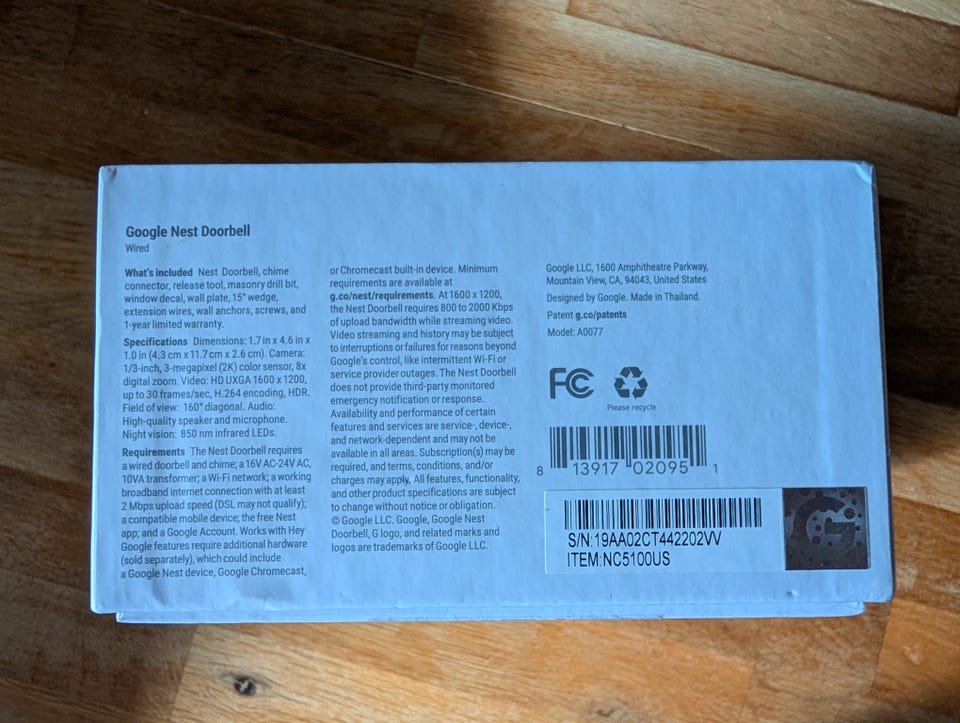 Google Nest Doorbell
Wired
What's included Nest Doorbell, chime
connector, release tool, masonry drill bit,
window decal, wall plate, 15° wedge,
extension wires, wall anchors, screws, and
1-year limited warranty.
Specifications Dimensions: 1.7 in x 4.6 in x
1.0 in (4.3 cm x 11.7 cm x 2.6 cm). Camera:
1/3-inch, 3-megapixel (2K) color sensor, 8x
digital zoom. Video: HD UXGA 1600 x 1200,
up to 30 frames/sec, H.264 encoding, HDR.
Field of view: 160° diagonal. Audio:
High-quality speaker and microphone.
Night vision: 850 nm infrared LEDs.
Requirements The Nest Doorbell requires
a wired doorbell and chime; a 16V AC-24V AC,
10VA transformer; a Wi-Fi network; a working
broadband internet connection with at least
2 Mbps upload speed (DSL may not qualify);
a compatible mobile device; the free Nest
app; and a Google Account. Works with Hey
Google features require additional hardware
(sold separately), which could include
a Google Nest device, Google Chromecast,
or Chromecast built-in device. Minimum
requirements are available at
g.co/nest/requirements. At 1600 x 1200,
the Nest Doorbell requires 800 to 2000 Kbps
of upload bandwidth while streaming video.
Video streaming and history may be subject
to interruptions or failures for reasons beyond
Google's control, like intermittent Wi-Fi or
service provider outages. The Nest Doorbell
does not provide third-party monitored
emergency notification or response.
Availability and performance of certain
features and services are service-, device-,
and network-dependent and may not be
available in all areas. Subscription(s) may be
required, and terms, conditions, and/or
charges may apply. All features, functionality,
and other product specifications are subject
to change without notice or obligation.
© Google LLC. Google, Google Nest
Doorbell, G logo, and related marks and
logos are trademarks of Google LLC.
Google LLC, 1600 Amphitheatre Parkway,
Mountain View, CA, 94043, United States
Designed by Google. Made in Thailand.
Patent g.co/patents
Model: A0077
FC
Please recycle
8 13917 02095 1
S/N:19AA02CT442202VV
ITEM:NC5100US
G